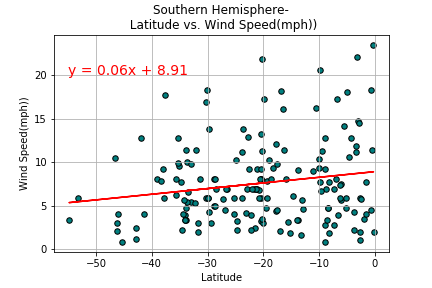 Southern Hemisphere-
Latitude vs. Wind Speed(mph))
y = 0.06x + 8.91
Wind Speed(mph))
20
15
10
5
0
−50
−40
−30
−20
−10
0
Latitude